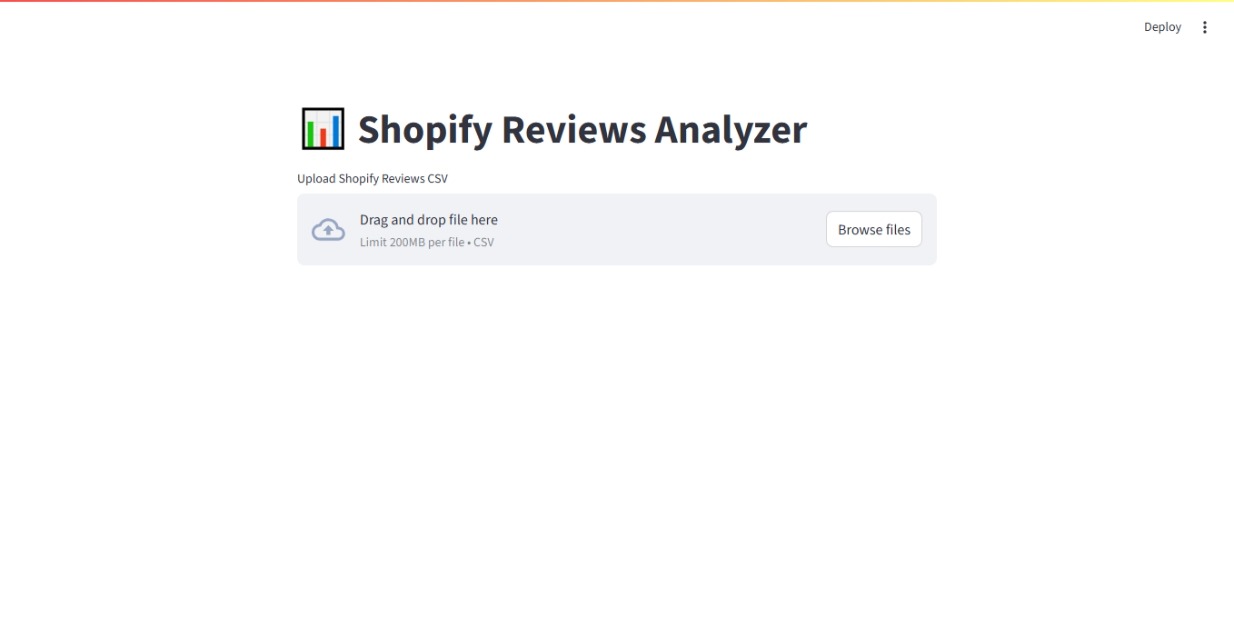 Deploy
Shopify Reviews Analyzer
Upload Shopify Reviews CSV
Drag and drop file here
Limit 200MB per file • CSV
Browse files